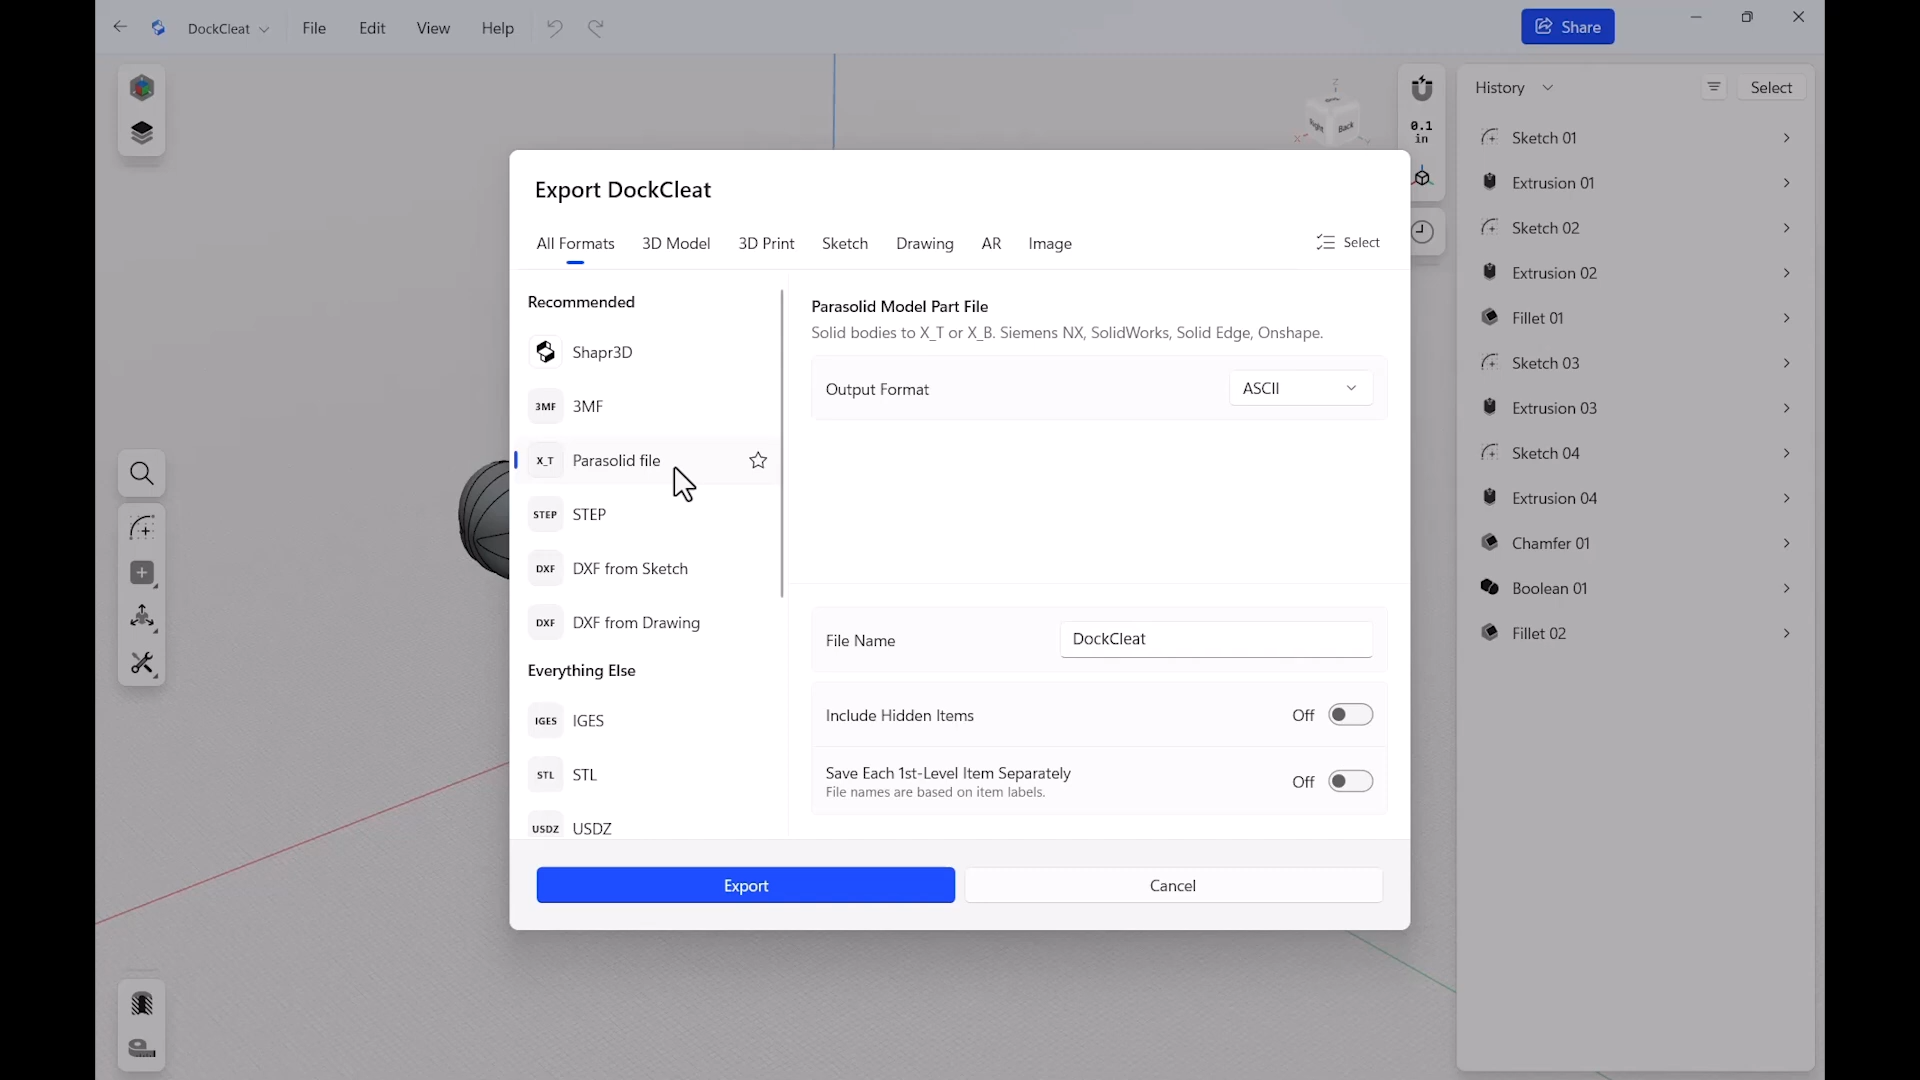 DockCleat
File
Edit
View
Help
Share
History
Select
Z
Right
Back
X
0.1
in
Sketch 01
Extrusion 01
Sketch 02
Extrusion 02
Fillet 01
Sketch 03
Extrusion 03
Sketch 04
Extrusion 04
Chamfer 01
Boolean 01
Fillet 02
Export DockCleat
All Formats
3D Model
3D Print
Sketch
Drawing
AR
Image
Select
Recommended
Shapr3D
3MF 3MF
X_T Parasolid file
STEP STEP
DXF DXF from Sketch
DXF DXF from Drawing
Everything Else
IGES IGES
STL STL
USDZ USDZ
Parasolid Model Part File
Solid bodies to X_T or X_B. Siemens NX, SolidWorks, Solid Edge, Onshape.
Output Format
ASCII
File Name
DockCleat
Include Hidden Items
Off
Save Each 1st-Level Item Separately
File names are based on item labels.
Off
Export
Cancel